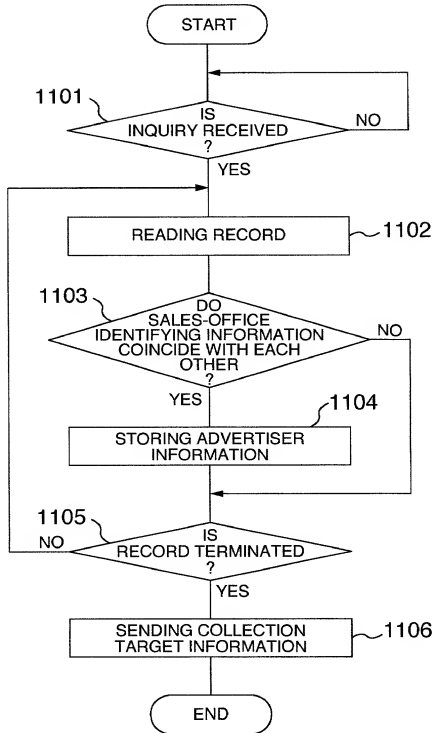 START
1101
IS
INQUIRY RECEIVED
?
NO
YES
READING RECORD
1102
1103
DO
SALES-OFFICE
IDENTIFYING INFORMATION
COINCIDE WITH EACH
OTHER
?
NO
YES
1104
STORING ADVERTISER
INFORMATION
1105
IS
RECORD TERMINATED
?
NO
YES
SENDING COLLECTION
TARGET INFORMATION
1106
END